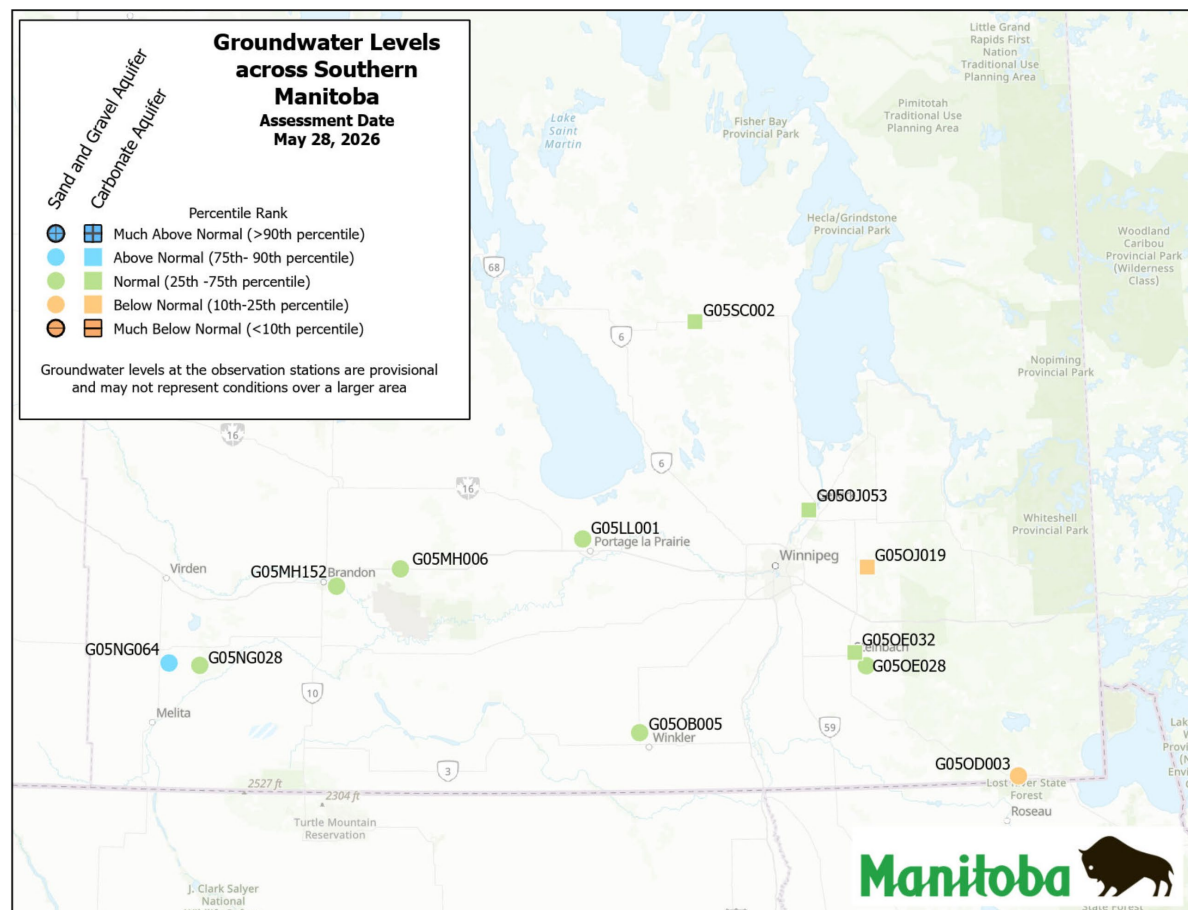 Groundwater Levels
across Southern
Manitoba
Assessment Date
May 28, 2026
Sand and Gravel Aquifer
Carbonate Aquifer
Percentile Rank
Much Above Normal (>90th percentile)
Above Normal (75th- 90th percentile)
Normal (25th -75th percentile)
Below Normal (10th-25th percentile)
Much Below Normal (<10th percentile)
Groundwater levels at the observation stations are provisional
and may not represent conditions over a larger area
Little Grand
Rapids First
Nation
Traditional Use
Planning Area
Lake
Saint
Martin
Fisher Bay
Provincial Park
Pimitotah
Traditional Use
Planning Area
Hecla/Grindstone
Provincial Park
Woodland
Caribou
Provincial Park
(Wilderness
Class)
68
G05SC002
6
Nopiming
Provincial Park
16
6
16
G05OJ053
Whiteshell
Provincial Park
G05LL001
Portage la Prairie
Winnipeg
G05OJ019
G05MH006
G05MH152
Brandon
Virden
G05OE032
G05NG064
G05NG028
G05OE028
10
Melita
G05OB005
Winkler
59
3
G05OD003
2527 ft
2304 ft
Lost River State
Forest
Roseau
Turtle Mountain
Reservation
J. Clark Salyer
National
Manitoba
State Forest